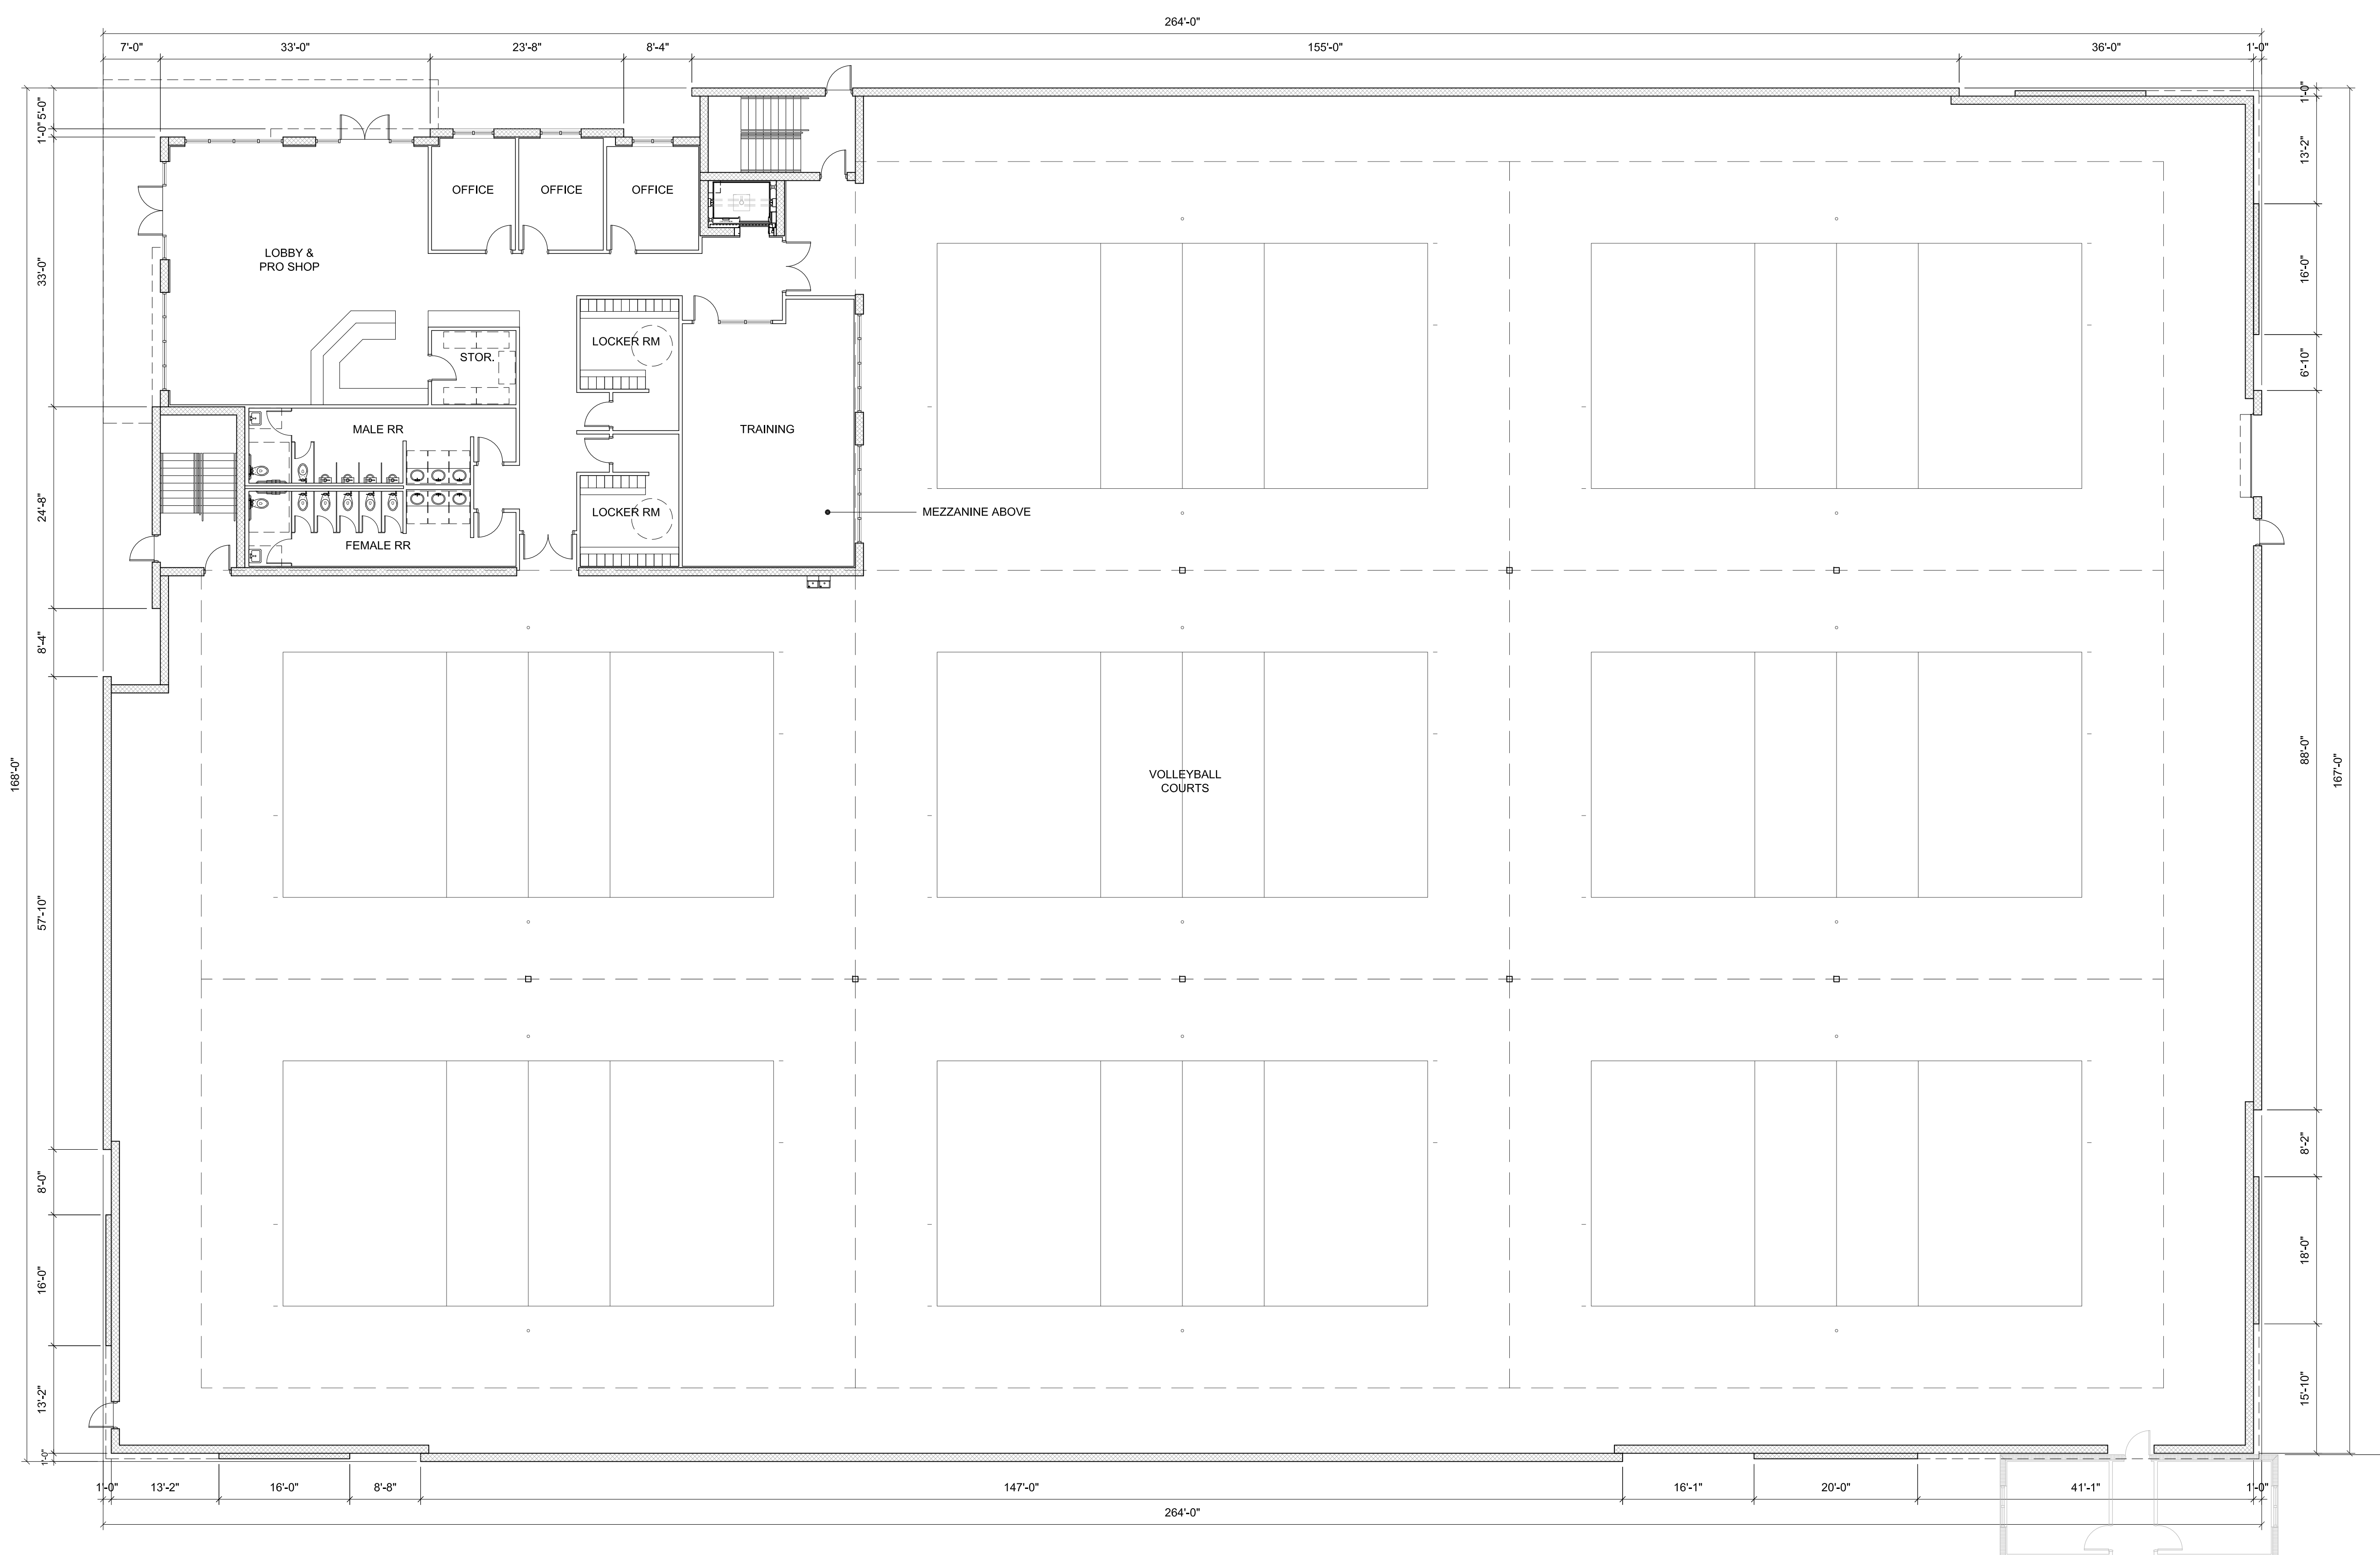 264'-0"
7'-0"
33'-0"
23'-8"
8'-4"
155'-0"
36'-0"
1'-0"
5'-0"
1'-0"
33'-0"
24'-8"
8'-4"
57'-10"
8'-0"
16'-0"
13'-2"
1'-0"
168'-0"
OFFICE
OFFICE
OFFICE
LOBBY &
PRO SHOP
STOR.
LOCKER RM
MALE RR
TRAINING
LOCKER RM
MEZZANINE ABOVE
FEMALE RR
VOLLEYBALL
COURTS
1'-0"
13'-2"
16'-0"
6'-10"
88'-0"
8'-2"
18'-0"
15'-10"
167'-0"
1'-0"
13'-2"
16'-0"
8'-8"
147'-0"
16'-1"
20'-0"
41'-1"
1'-0"
264'-0"